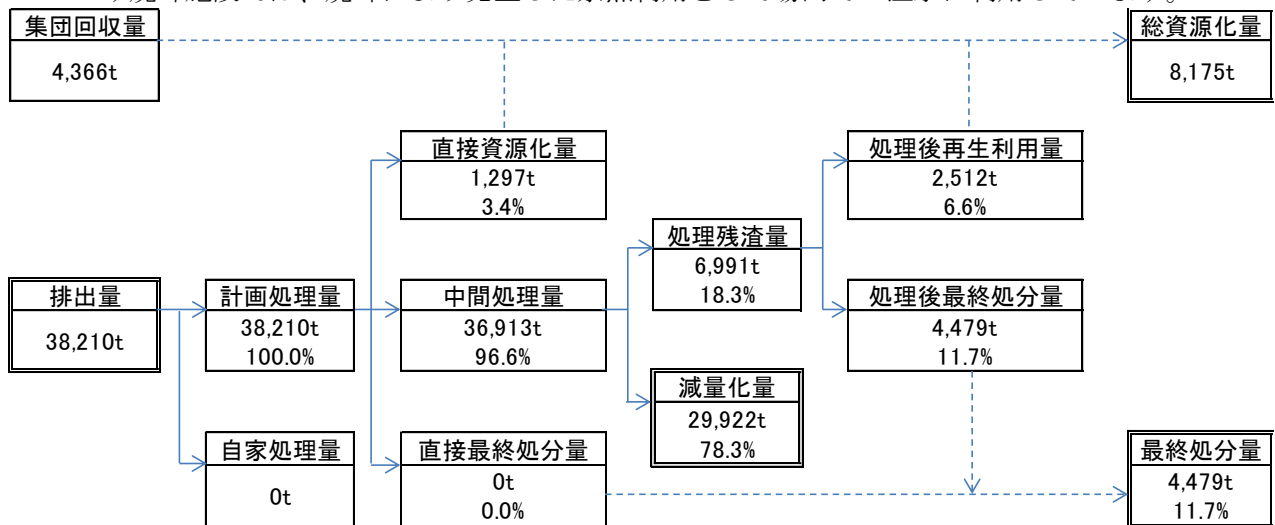 集団回収量
4,366t
総資源化量
8,175t
直接資源化量
1,297t
3.4%
処理後再生利用量
2,512t
6.6%
処理残渣量
6,991t
18.3%
排出量
38,210t
計画処理量
38,210t
100.0%
中間処理量
36,913t
96.6%
処理後最終処分量
4,479t
11.7%
減量化量
29,922t
78.3%
自家処理量
0t
直接最終処分量
0t
0.0%
最終処分量
4,479t
11.7%